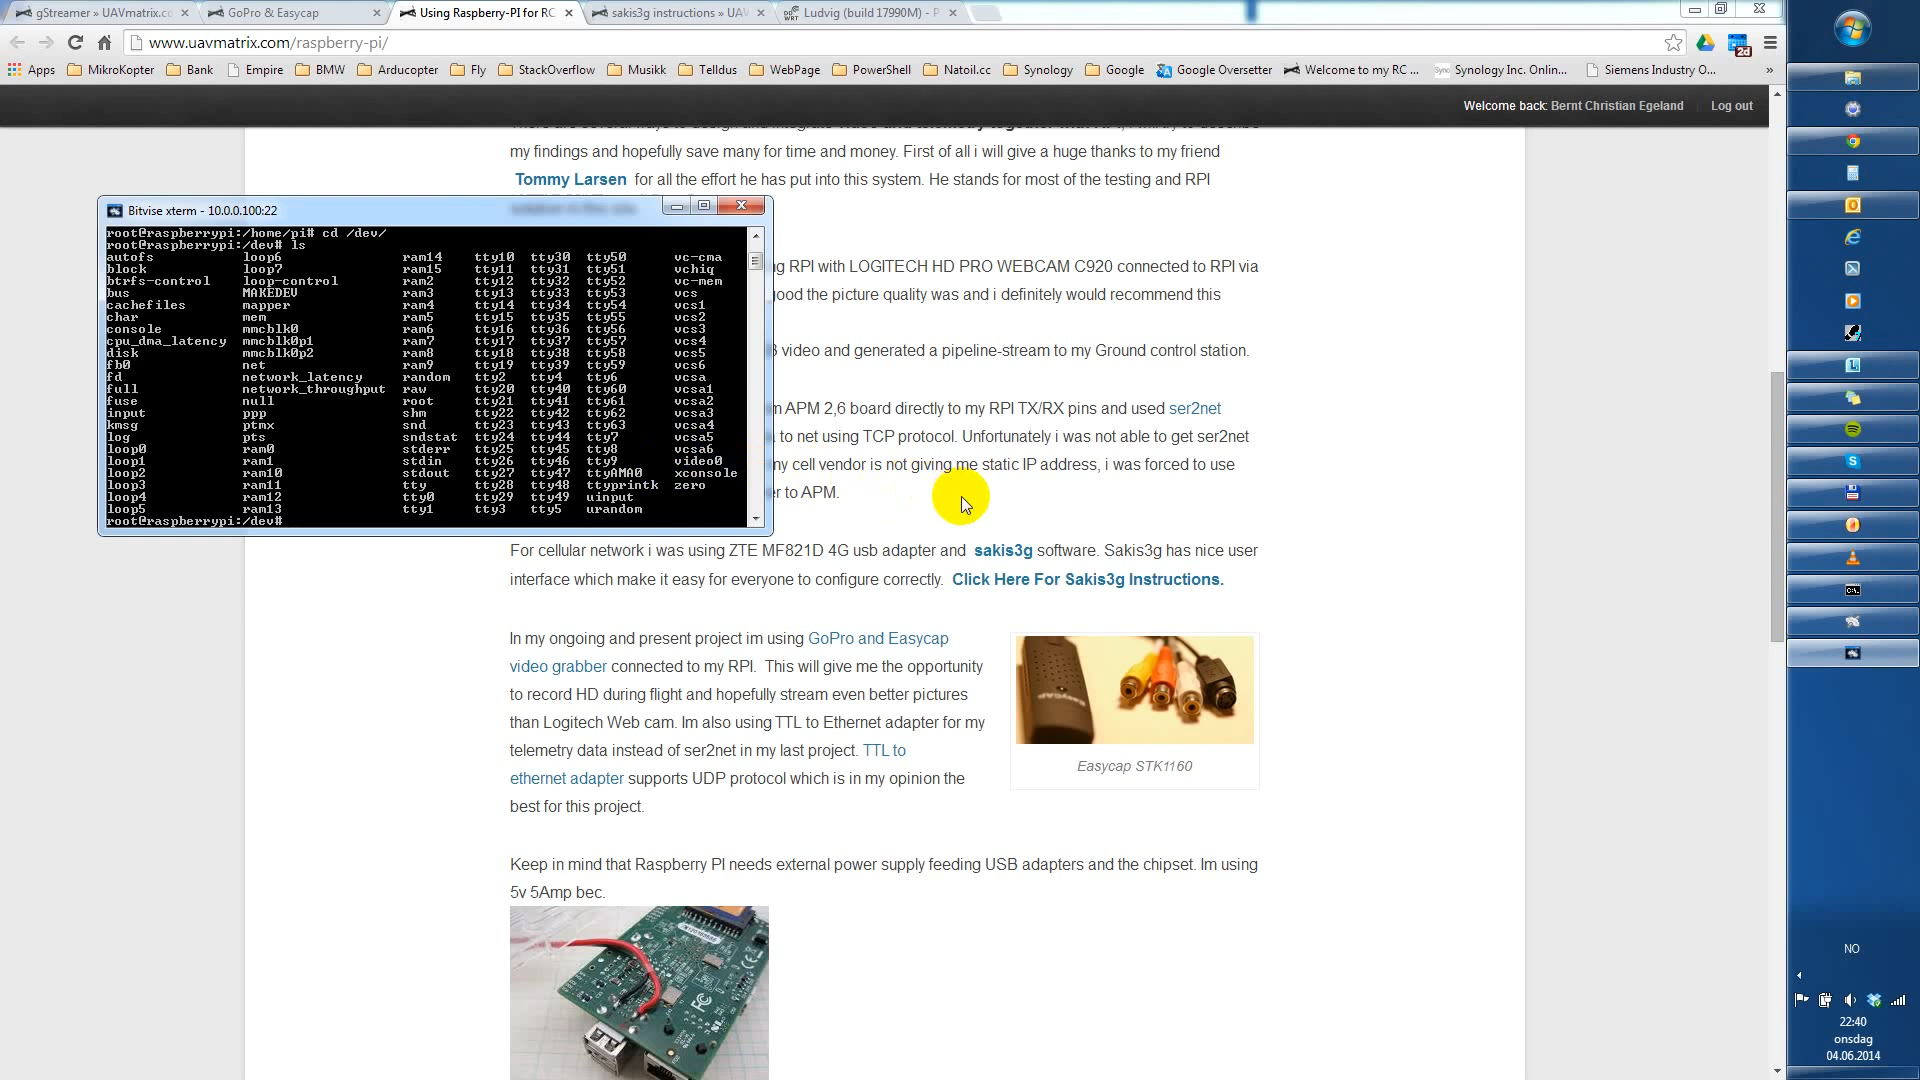 gStreamer » UAVmatrix.co
GoPro & Easycap
Using Raspberry-PI for RC
sakis3g instructions » UAV
Ludvig (build 17990M) - P
www.uavmatrix.com/raspberry-pi/
Apps MikroKopter Bank Empire BMW Arducopter Fly StackOverflow Musikk Telldus WebPage PowerShell Natoil.cc Synology Google Google Oversetter Welcome to my RC ... Synology Inc. Onlin... Siemens Industry O... »
Welcome back: Bernt Christian Egeland Log out
my findings and hopefully save many for time and money. First of all i will give a huge thanks to my friend
Tommy Larsen for all the effort he has put into this system. He stands for most of the testing and RPI
Bitvise xterm - 10.0.0.100:22
root@raspberrypi:/home/pi# cd /dev/
root@raspberrypi:/dev# ls
autofs loop6 ram14 tty10 tty30 tty50 vc-cma
block loop7 ram15 tty11 tty31 tty51 vchiq
btrfs-control loop-control ram2 tty12 tty32 tty52 vc-mem
bus MAKEDEV ram3 tty13 tty33 tty53 vcs
cachefiles mapper ram4 tty14 tty34 tty54 vcs1
char mem ram5 tty15 tty35 tty55 vcs2
console mmcblk0 ram6 tty16 tty36 tty56 vcs3
cpu_dma_latency mmcblk0p1 ram7 tty17 tty37 tty57 vcs4
disk mmcblk0p2 ram8 tty18 tty38 tty58 vcs5
fb0 net ram9 tty19 tty39 tty59 vcs6
fd network_latency random tty2 tty4 tty6 vcsa
full network_throughput raw tty20 tty40 tty60 vcsa1
fuse null root tty21 tty41 tty61 vcsa2
input ppp shm tty22 tty42 tty62 vcsa3
kmsg ptmx snd tty23 tty43 tty63 vcsa4
log pts sndstat tty24 tty44 tty7 vcsa5
loop0 ram0 stderr tty25 tty45 tty8 vcsa6
loop1 ram1 stdin tty26 tty46 tty9 video0
loop2 ram10 stdout tty27 tty47 ttyAMA0 xconsole
loop3 ram11 tty tty28 tty48 ttyprintk zero
loop4 ram12 tty0 tty29 tty49 uinput
loop5 ram13 tty1 tty3 tty5 urandom
root@raspberrypi:/dev#
ng RPI with LOGITECH HD PRO WEBCAM C920 connected to RPI via
good the picture quality was and i definitely would recommend this
video and generated a pipeline-stream to my Ground control station.
APM 2,6 board directly to my RPI TX/RX pins and used ser2net
to net using TCP protocol. Unfortunately i was not able to get ser2net
my cell vendor is not giving me static IP address, i was forced to use
er to APM.
For cellular network i was using ZTE MF821D 4G usb adapter and sakis3g software. Sakis3g has nice user
interface which make it easy for everyone to configure correctly. Click Here For Sakis3g Instructions.
In my ongoing and present project im using GoPro and Easycap
video grabber connected to my RPI. This will give me the opportunity
to record HD during flight and hopefully stream even better pictures
than Logitech Web cam. Im also using TTL to Ethernet adapter for my
telemetry data instead of ser2net in my last project. TTL to
ethernet adapter supports UDP protocol which is in my opinion the
best for this project.
Easycap STK1160
Keep in mind that Raspberry PI needs external power supply feeding USB adapters and the chipset. Im using
5v 5Amp bec.
NO
22:40
onsdag
04.06.2014